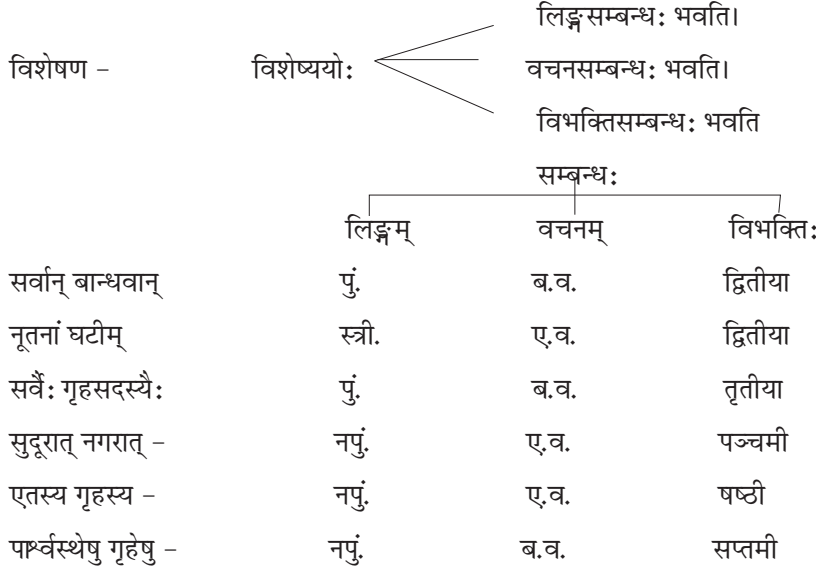 लिङ्गसम्बन्ध: भवति।
विशेषण – विशेष्ययो: वचनसम्बन्ध: भवति।
विभक्तिसम्बन्ध: भवति
सम्बन्ध:
लिङ्गम् वचनम् विभक्ति:
सर्वान् बान्धवान् पुं. ब.व. द्वितीया
नूतनां घटीम् स्त्री. ए.व. द्वितीया
सर्वै: गृहसदस्यै: पुं. ब.व. तृतीया
सुदूरात् नगरात् – नपुं. ए.व. पञ्चमी
एतस्य गृहस्य – नपुं. ए.व. षष्ठी
पार्श्वस्थेषु गृहेषु – नपुं. ब.व. सप्तमी